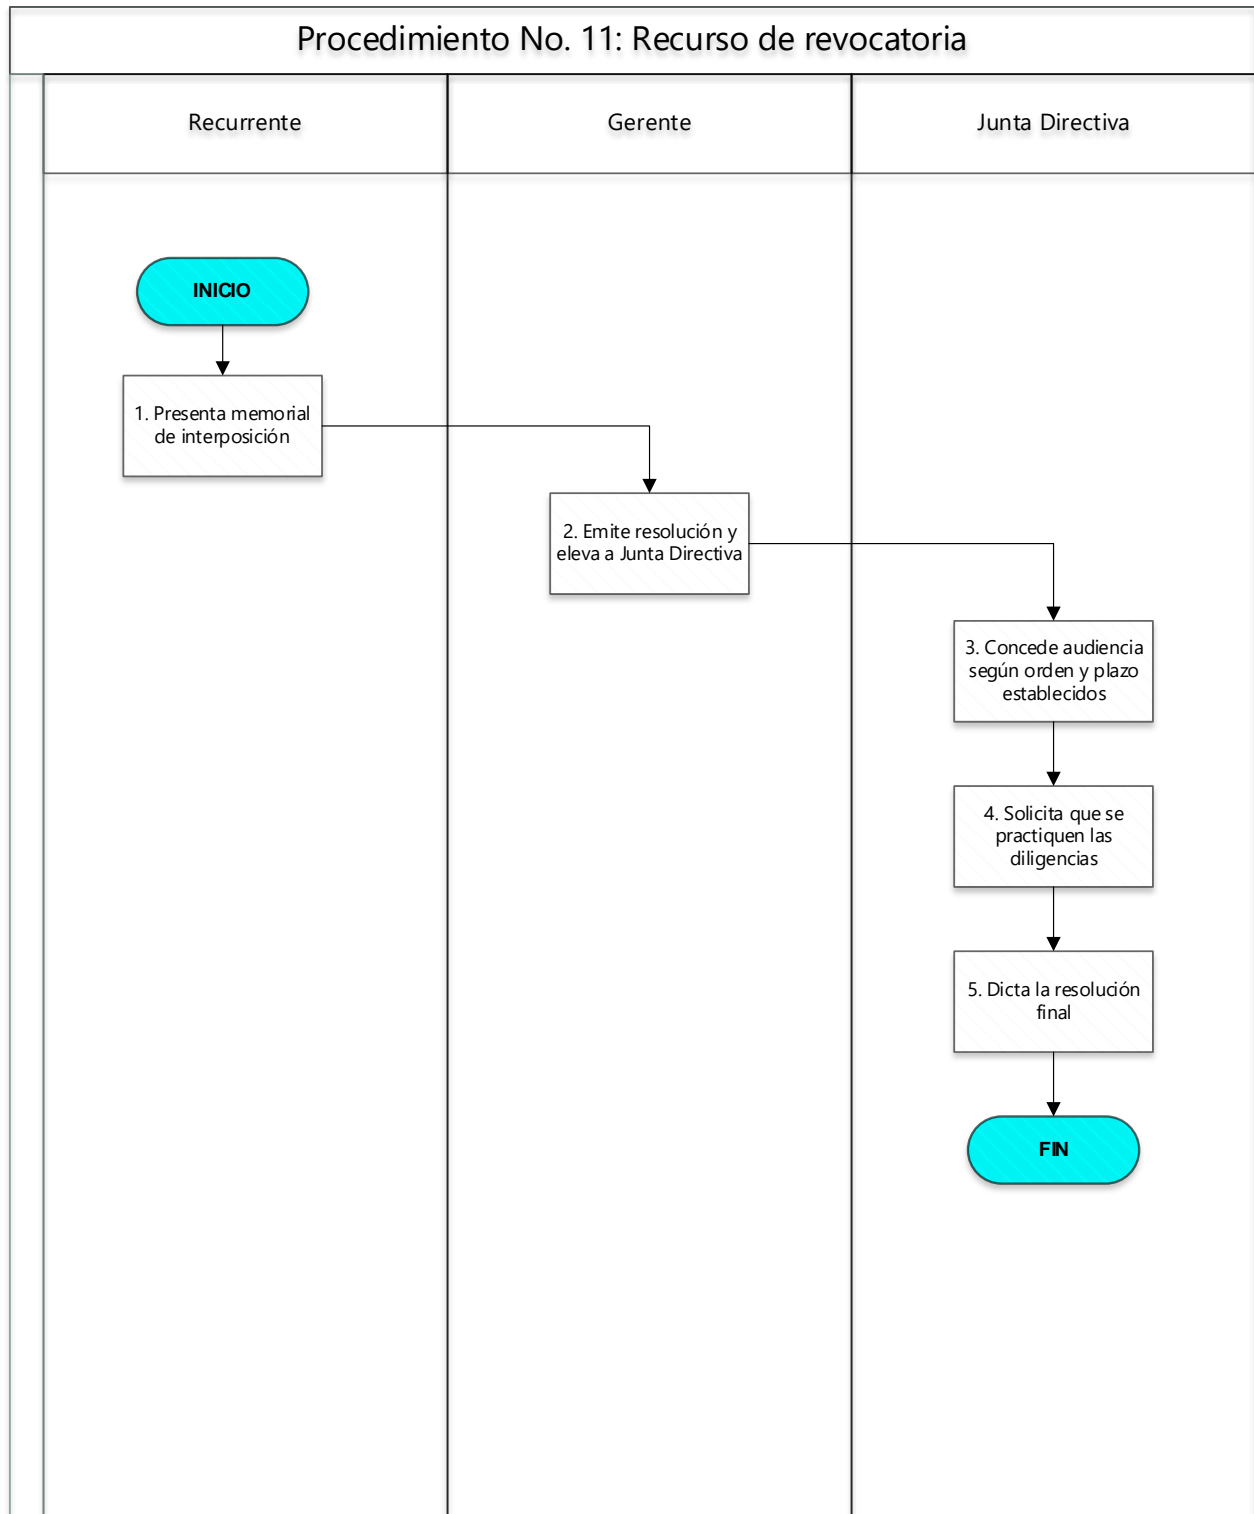 Procedimiento No. 11: Recurso de revocatoria
Recurrente
Gerente
Junta Directiva
INICIO
1. Presenta memorial
de interposición
2. Emite resolución y
eleva a Junta Directiva
3. Concede audiencia
según orden y plazo
establecidos
4. Solicita que se
practiquen las
diligencias
5. Dicta la resolución
final
FIN